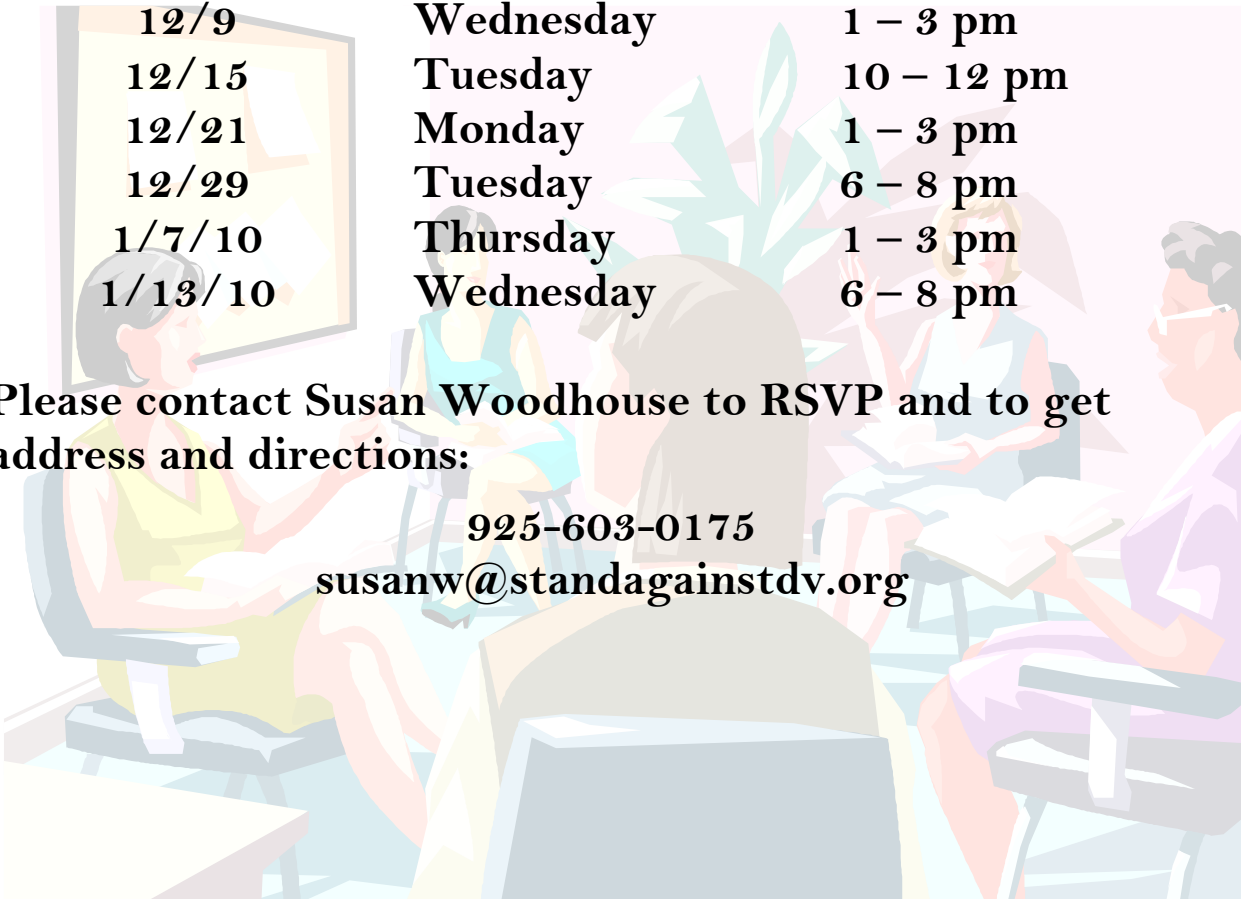 12/9 Wednesday 1 – 3 pm
12/15 Tuesday 10 – 12 pm
12/21 Monday 1 – 3 pm
12/29 Tuesday 6 – 8 pm
1/7/10 Thursday 1 – 3 pm
1/13/10 Wednesday 6 – 8 pm
Please contact Susan Woodhouse to RSVP and to get
address and directions:
925-603-0175
susanw@standagainstdv.org